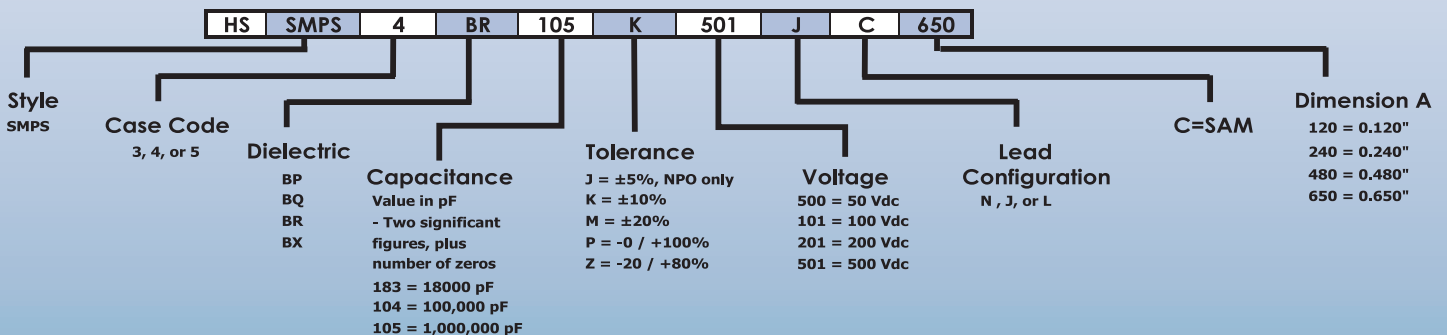 HS SMPS 4 BR 105 K 501 J C 650
Style
SMPS
Case Code
3, 4, or 5
Dielectric
BP
BQ
BR
BX
Capacitance
Value in pF
- Two significant
figures, plus
number of zeros
183 = 18000 pF
104 = 100,000 pF
105 = 1,000,000 pF
Tolerance
J = ±5%, NPO only
K = ±10%
M = ±20%
P = -0 / +100%
Z = -20 / +80%
Voltage
500 = 50 Vdc
101 = 100 Vdc
201 = 200 Vdc
501 = 500 Vdc
Lead
Configuration
N , J, or L
C=SAM
Dimension A
120 = 0.120"
240 = 0.240"
480 = 0.480"
650 = 0.650"